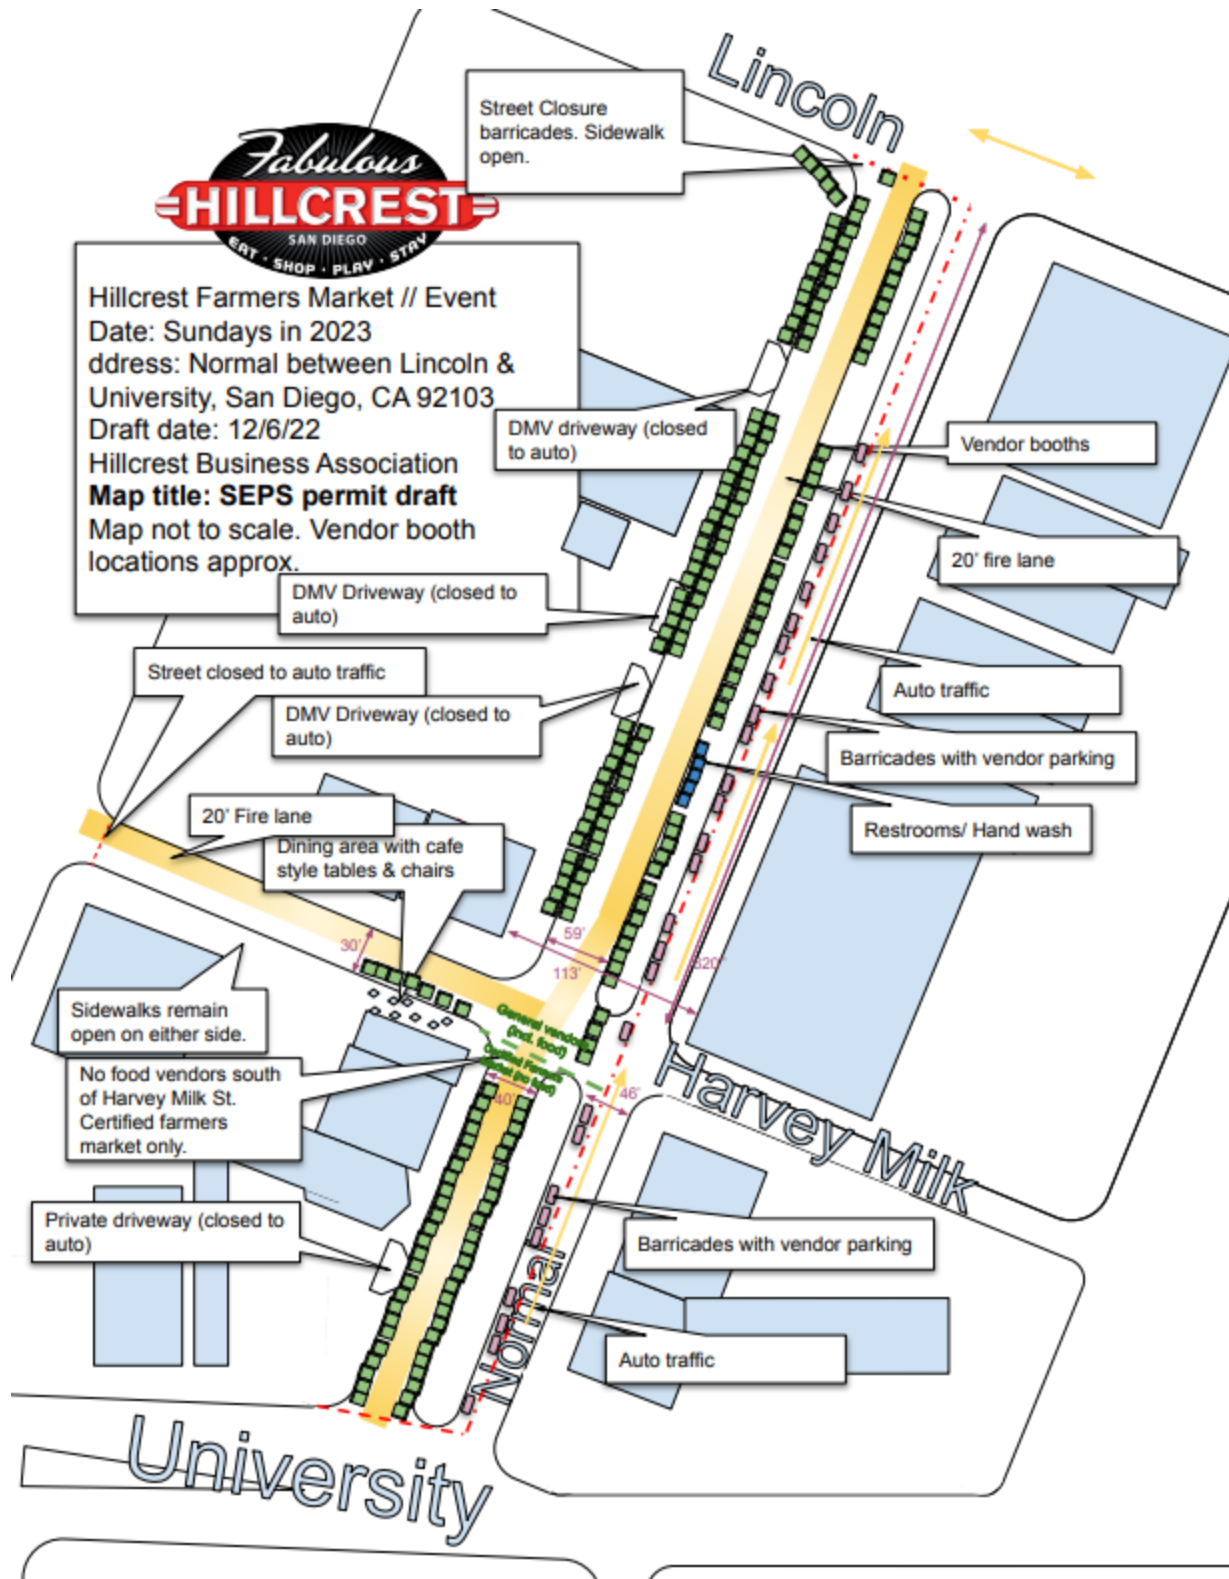 Lincoln
Street Closure
barricades. Sidewalk
open.
Fabulous
HILLCREST
SAN DIEGO
EAT · SHOP · PLAY · STAY
Hillcrest Farmers Market // Event
Date: Sundays in 2023
ddress: Normal between Lincoln &
University, San Diego, CA 92103
Draft date: 12/6/22
Hillcrest Business Association
Map title: SEPS permit draft
Map not to scale. Vendor booth
locations approx.
DMV driveway (closed
to auto)
Vendor booths
20' fire lane
DMV Driveway (closed to
auto)
Street closed to auto traffic
Auto traffic
DMV Driveway (closed to
auto)
Barricades with vendor parking
20' Fire lane
Restrooms/ Hand wash
Dining area with cafe
style tables & chairs
59'
30'
113'
320'
Sidewalks remain
open on either side.
General vendors
(incl. food)
Certified Farmers
Market (no food)
No food vendors south
of Harvey Milk St.
Certified farmers
market only.
40'
46'
Harvey Milk
Private driveway (closed to
auto)
Barricades with vendor parking
Normal
Auto traffic
University